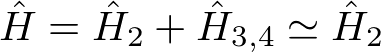 Ĥ = Ĥ₂ + Ĥ₃,₄ ≃ Ĥ₂